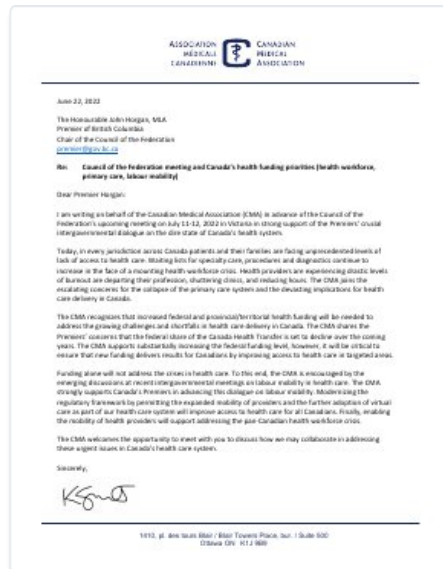 ASSOCIATION MÉDICALE CANADIENNE
CANADIAN MEDICAL ASSOCIATION
June 22, 2022
The Honourable John Horgan, MLA
Premier of British Columbia
Chair of the Council of the Federation
premier@gov.bc.ca
Re: Council of the Federation meeting and Canada's health funding priorities (health workforce,
primary care, labour mobility)
Dear Premier Horgan:
I am writing on behalf of the Canadian Medical Association (CMA) in advance of the Council of the
Federation's upcoming meeting on July 11-12, 2022 in Victoria in strong support of the Premiers' crucial
intergovernmental dialogue on the dire state of Canada's health system.
Today, in every jurisdiction across Canada patients and their families are facing unprecedented levels of
lack of access to health care. Waiting lists for specialty care, procedures and diagnostics continue to
increase in the face of a mounting health workforce crisis. Health providers are experiencing drastic levels
of burnout are departing their profession, shuttering clinics, and reducing hours. The CMA joins the
escalating concerns for the collapse of the primary care system and the devasting implications for health
care delivery in Canada.
The CMA recognizes that increased federal and provincial/territorial health funding will be needed to
address the growing challenges and shortfalls in health care delivery in Canada. The CMA shares the
Premiers' concerns that the federal share of the Canada Health Transfer is set to decline over the coming
years. The CMA supports substantially increasing the federal funding level, however, it will be critical to
ensure that new funding delivers results for Canadians by improving access to health care in targeted areas.
Funding alone will not address the crises in health care. To this end, the CMA is encouraged by the
emerging discussions at recent intergovernmental meetings on labour mobility in health care. The CMA
strongly supports Canada's Premiers in advancing this dialogue on labour mobility. Modernizing the
regulatory framework by permitting the expanded mobility of providers and the further adoption of virtual
care as part of our health care system will improve access to health care for all Canadians. Finally, enabling
the mobility of health providers will support addressing the pan-Canadian health workforce crisis.
The CMA welcomes the opportunity to meet with you to discuss how we may collaborate in addressing
these urgent issues in Canada's health care system.
Sincerely,
1410, pl. des tours Blair / Blair Towers Place, bur. / Suite 500
Ottawa ON K1J 9B9